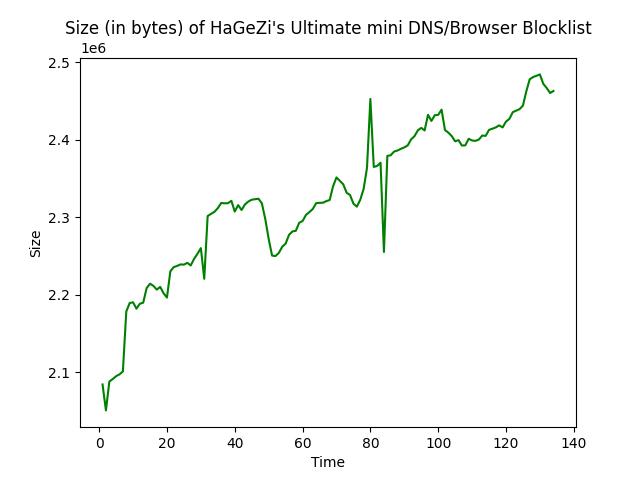 Size (in bytes) of HaGeZi's Ultimate mini DNS/Browser Blocklist
1e6
2.5
2.4
2.3
2.2
2.1
Size
0 20 40 60 80 100 120 140
Time